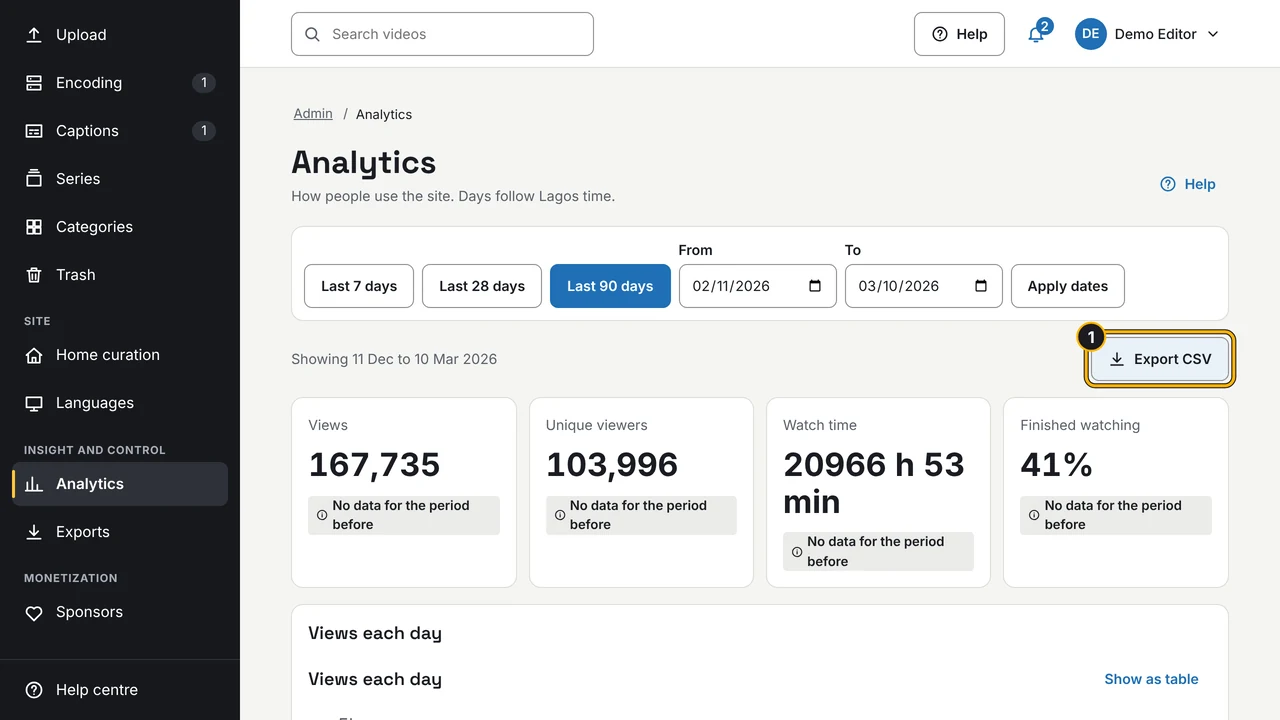 Upload
Encoding 1
Captions 1
Series
Categories
Trash
SITE
Home curation
Languages
INSIGHT AND CONTROL
Analytics
Exports
MONETIZATION
Sponsors
Help centre
Search videos
Help
2
DE Demo Editor
Admin / Analytics
Analytics
How people use the site. Days follow Lagos time.
Help
From
To
Last 7 days
Last 28 days
Last 90 days
02/11/2026
03/10/2026
Apply dates
Showing 11 Dec to 10 Mar 2026
1
Export CSV
Views
167,735
No data for the period
before
Unique viewers
103,996
No data for the period
before
Watch time
20966 h 53
min
No data for the period
before
Finished watching
41%
No data for the period
before
Views each day
Views each day
Show as table